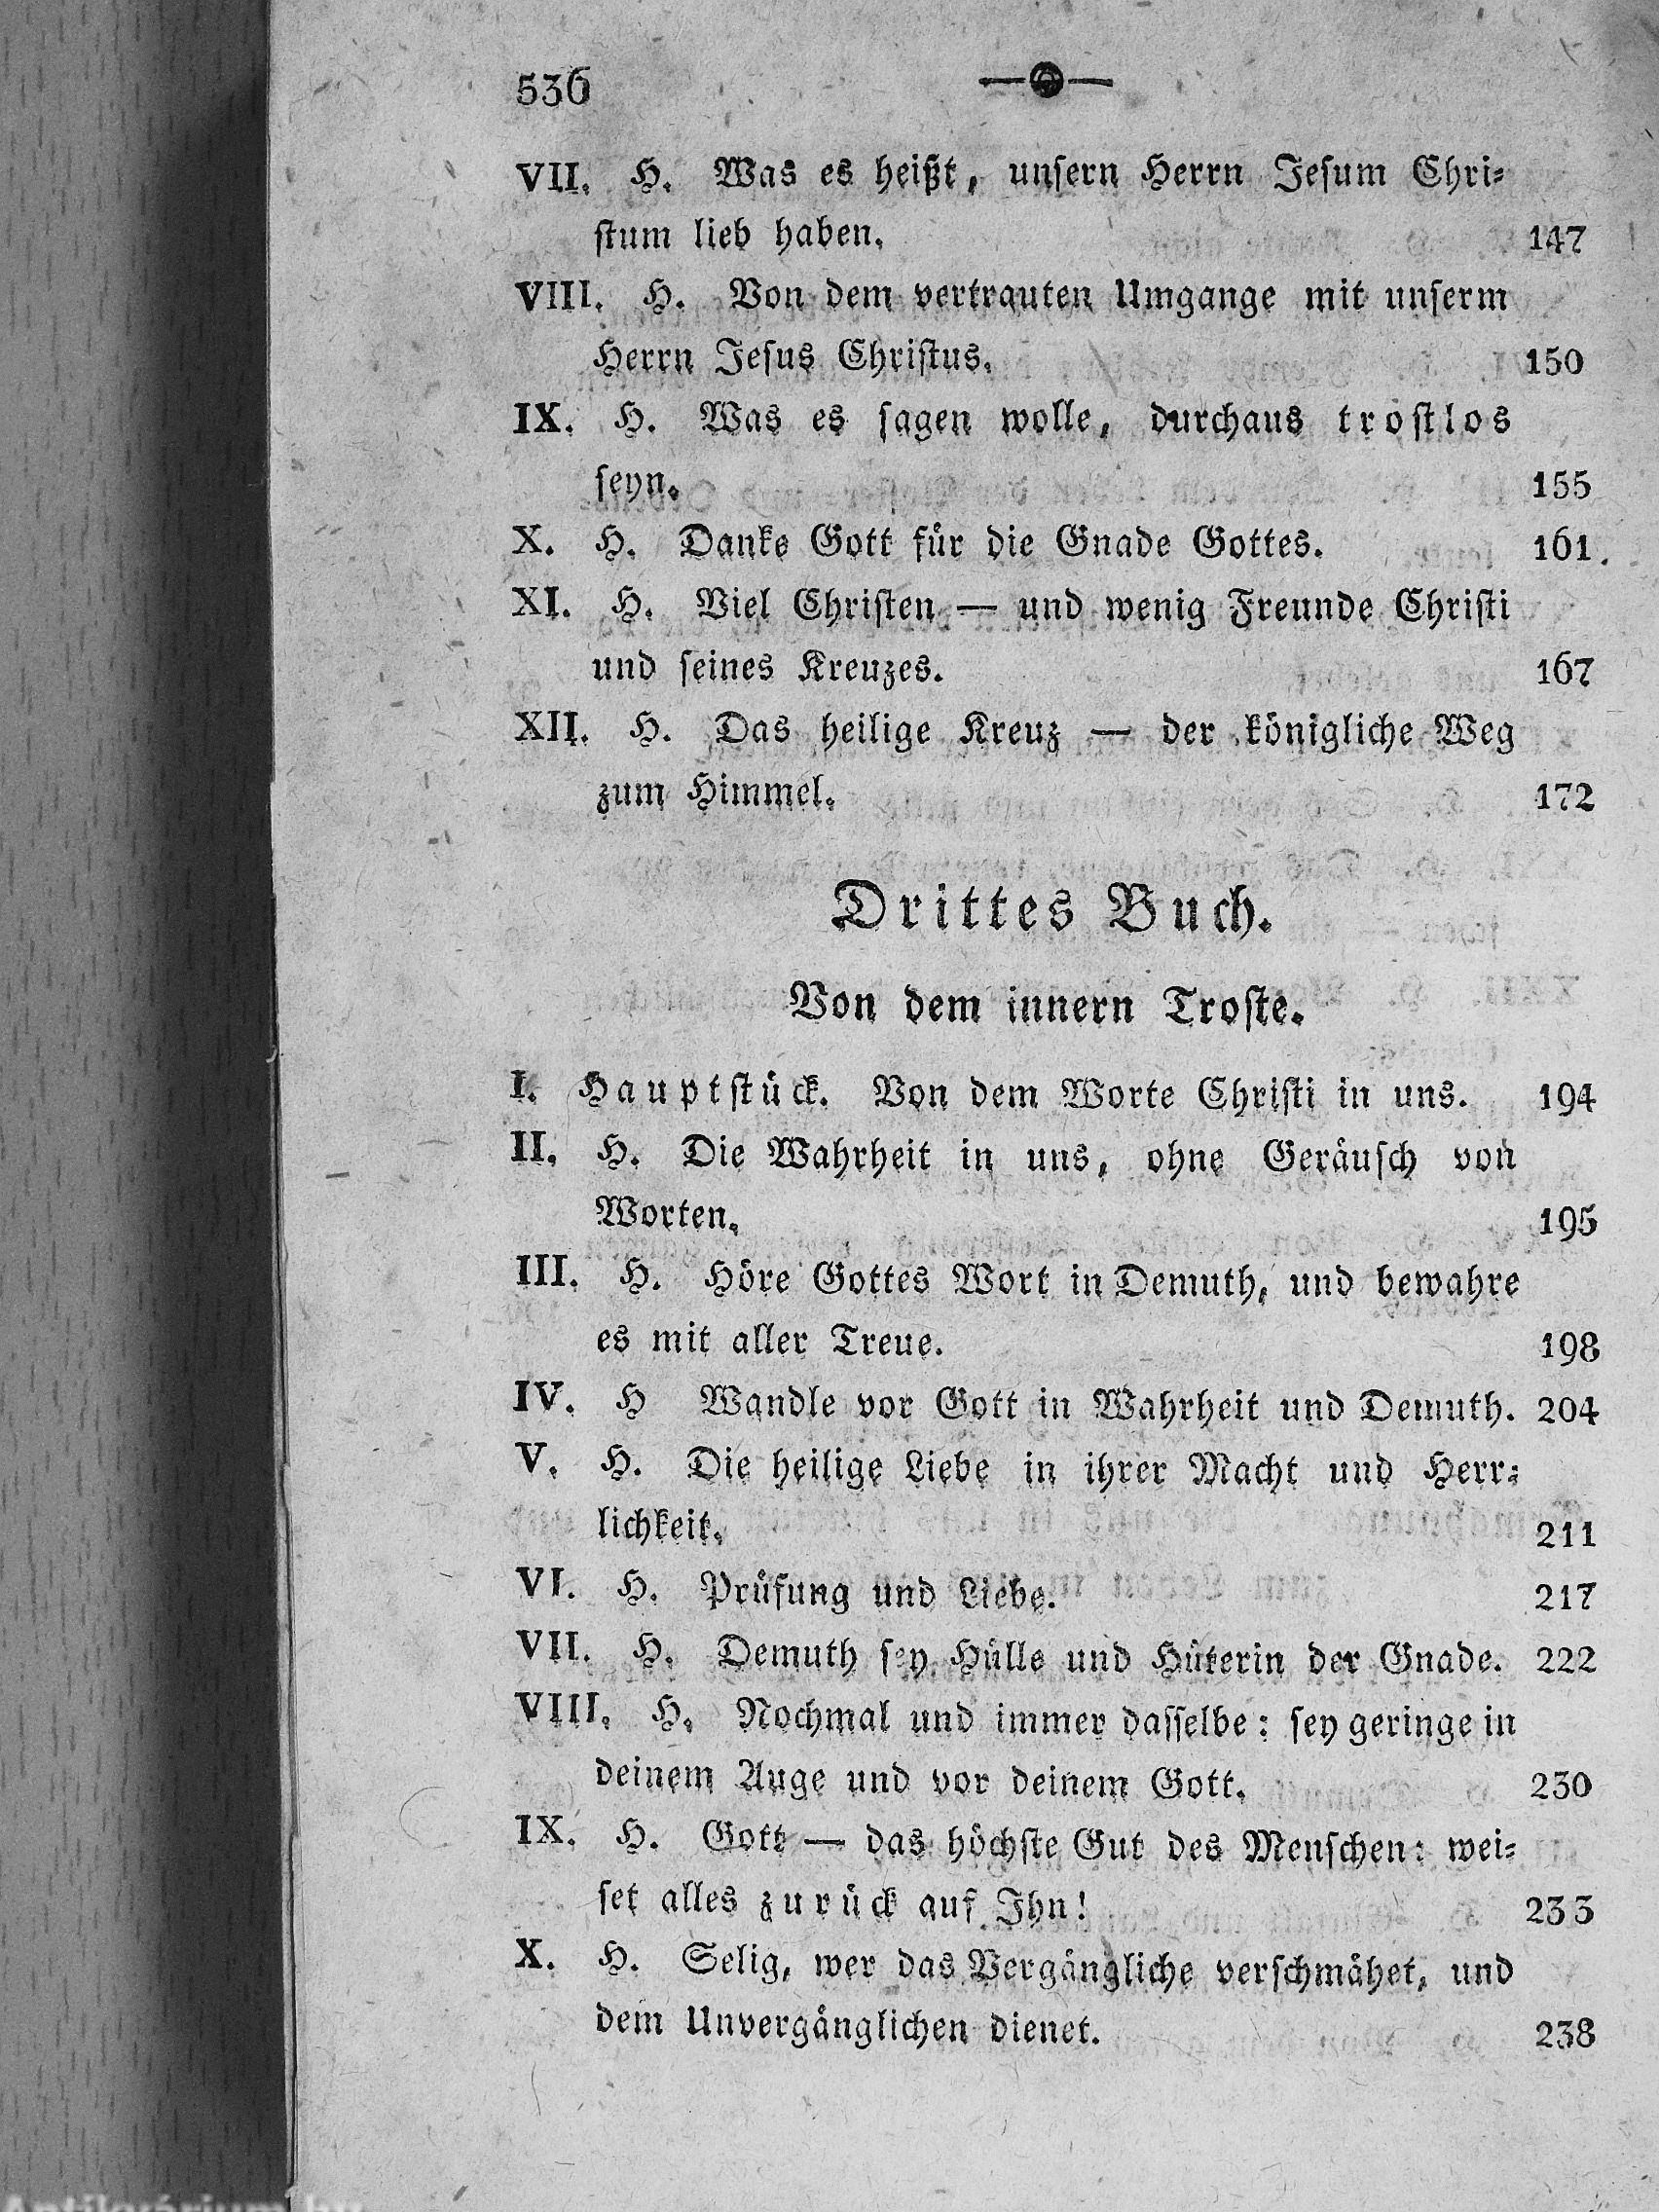 536
VII. H. Was es heißt, unsern Herrn Jesum Chri-
stum lieb haben. 147
VIII. H. Von dem vertrauten Umgange mit unserm
Herrn Jesus Christus. 150
IX. H. Was es sagen wolle, durchaus trostlos
seyn. 155
X. H. Danke Gott für die Gnade Gottes. 161.
XI. H. Viel Christen — und wenig Freunde Christi
und seines Kreuzes. 167
XII. H. Das heilige Kreuz — der königliche Weg
zum Himmel. 172
Drittes Buch.
Von dem innern Troste.
I. Hauptstück. Von dem Worte Christi in uns. 194
II. H. Die Wahrheit in uns, ohne Geräusch von
Worten. 195
III. H. Höre Gottes Wort in Demuth, und bewahre
es mit aller Treue. 198
IV. H Wandle vor Gott in Wahrheit und Demuth. 204
V. H. Die heilige Liebe in ihrer Macht und Herr-
lichkeit. 211
VI. H. Prüfung und Liebe. 217
VII. H. Demuth sey Hülle und Hüterin der Gnade. 222
VIII. H. Nochmal und immer dasselbe: sey geringe in
deinem Auge und vor deinem Gott. 230
IX. H. Gott — das höchste Gut des Menschen: wei-
set alles zurück auf Ihn! 233
X. H. Selig, wer das Vergängliche verschmähet, und
dem Unvergänglichen dienet. 238